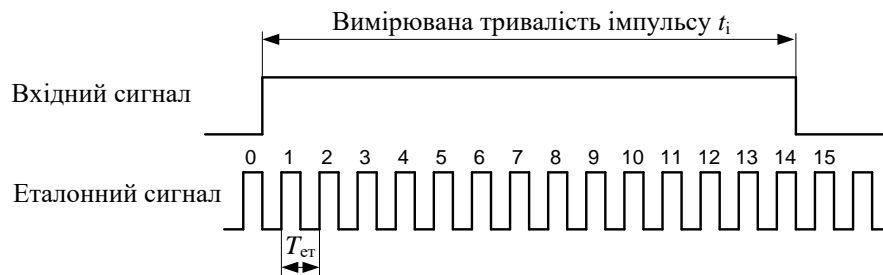 Вимірювана тривалість імпульсу tі
Вхідний сигнал
0 1 2 3 4 5 6 7 8 9 10 11 12 13 14 15
Еталонний сигнал
Tет